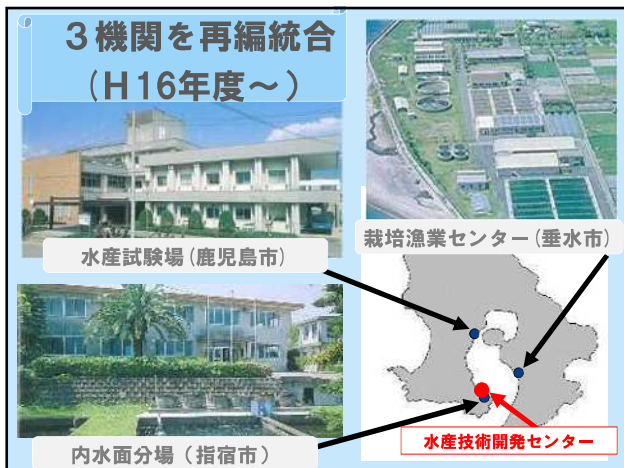 ３機関を再編統合
(Ｈ16年度～)
水産試験場(鹿児島市)
栽培漁業センター(垂水市)
内水面分場（指宿市）
水産技術開発センター